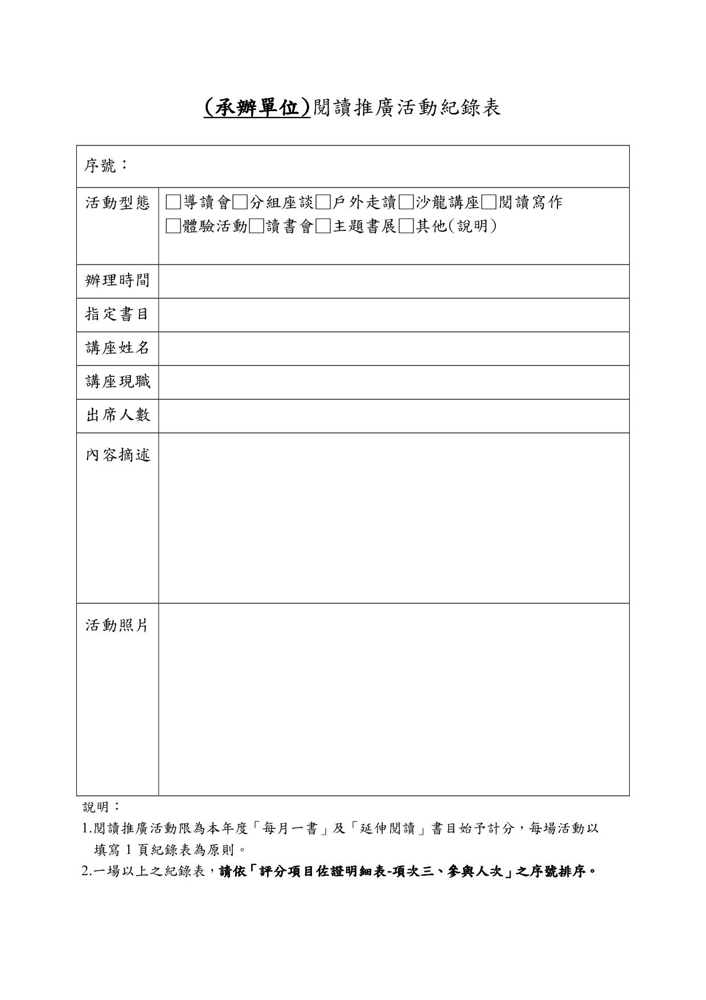 (承辦單位)閱讀推廣活動紀錄表
序號：
活動型態
□導讀會□分組座談□戶外走讀□沙龍講座□閱讀寫作
□體驗活動□讀書會□主題書展□其他(說明)
辦理時間
指定書目
講座姓名
講座現職
出席人數
內容摘述
活動照片
說明：
1.閱讀推廣活動限為本年度「每月一書」及「延伸閱讀」書目始予計分，每場活動以
填寫 1 頁紀錄表為原則。
2.一場以上之紀錄表，請依「評分項目佐證明細表-項次三、參與人次」之序號排序。